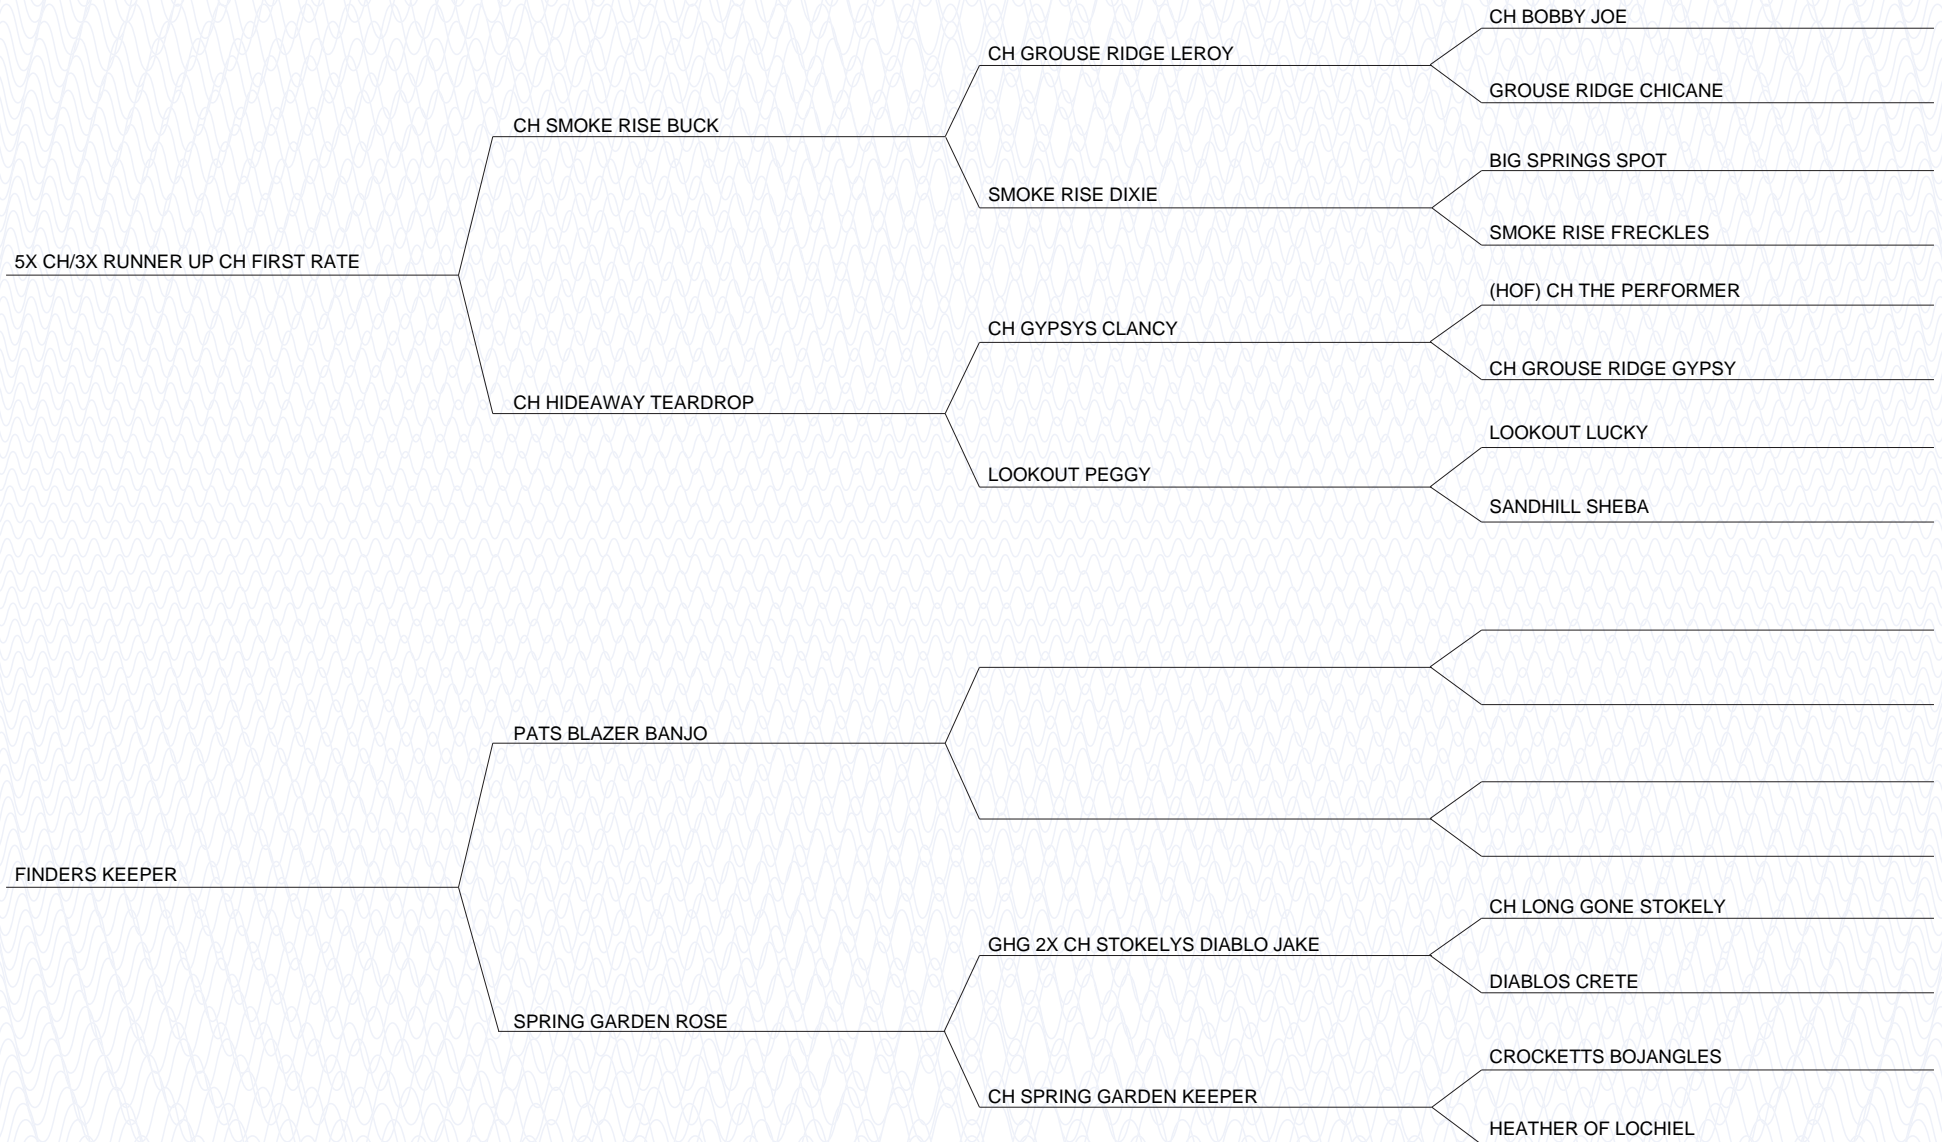 CH BOBBY JOE
CH GROUSE RIDGE LEROY
GROUSE RIDGE CHICANE
CH SMOKE RISE BUCK
BIG SPRINGS SPOT
SMOKE RISE DIXIE
SMOKE RISE FRECKLES
5X CH/3X RUNNER UP CH FIRST RATE
(HOF) CH THE PERFORMER
CH GYPSYS CLANCY
CH GROUSE RIDGE GYPSY
CH HIDEAWAY TEARDROP
LOOKOUT LUCKY
LOOKOUT PEGGY
SANDHILL SHEBA
PATS BLAZER BANJO
FINDERS KEEPER
CH LONG GONE STOKELY
GHG 2X CH STOKELYS DIABLO JAKE
DIABLOS CRETE
SPRING GARDEN ROSE
CROCKETTS BOJANGLES
CH SPRING GARDEN KEEPER
HEATHER OF LOCHIEL